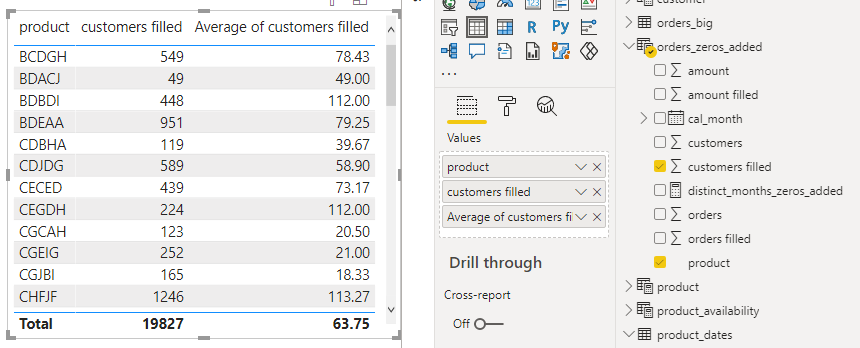 customer
orders_big
orders_zeros_added
amount
amount filled
cal_month
customers
customers filled
distinct_months_zeros_added
orders
orders filled
product
product
product_availability
product_dates
product customers filled Average of customers filled
BCDGH 549 78.43
BDACJ 49 49.00
BDBDI 448 112.00
BDEAA 951 79.25
CDBHA 119 39.67
CDJDG 589 58.90
CECED 439 73.17
CEGDH 224 112.00
CGCAH 123 20.50
CGEIG 252 21.00
CGJBI 165 18.33
CHFJF 1246 113.27
Total 19827 63.75
123
R Py
...
Values
product
customers filled
Average of customers fi
Drill through
Cross-report
Off